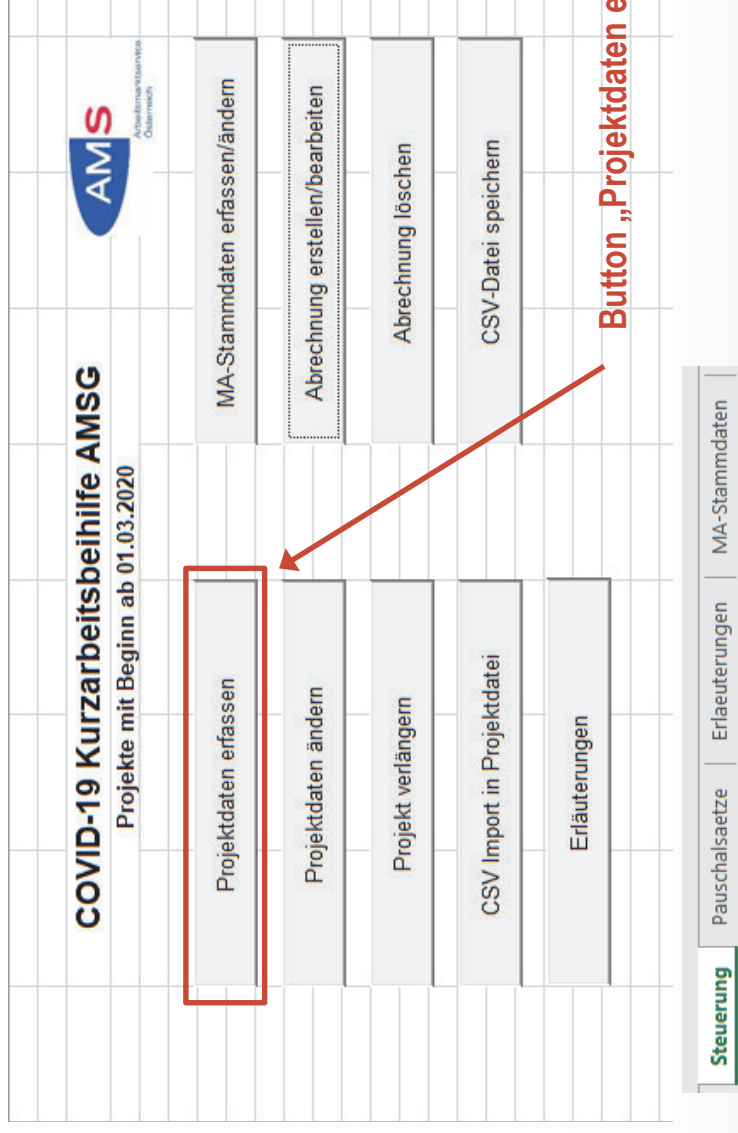 COVID-19 Kurzarbeitsbeihilfe AMSG
Projekte mit Beginn ab 01.03.2020
AMS
Arbeitsmarktservice
Österreich
Projektdaten erfassen
MA-Stammdaten erfassen/ändern
Projektdaten ändern
Abrechnung erstellen/bearbeiten
Projekt verlängern
Abrechnung löschen
CSV Import in Projektdatei
CSV-Datei speichern
Erläuterungen
Button „Projektdaten e
Steuerung
Pauschalsaetze
Erlaeuterungen
MA-Stammdaten